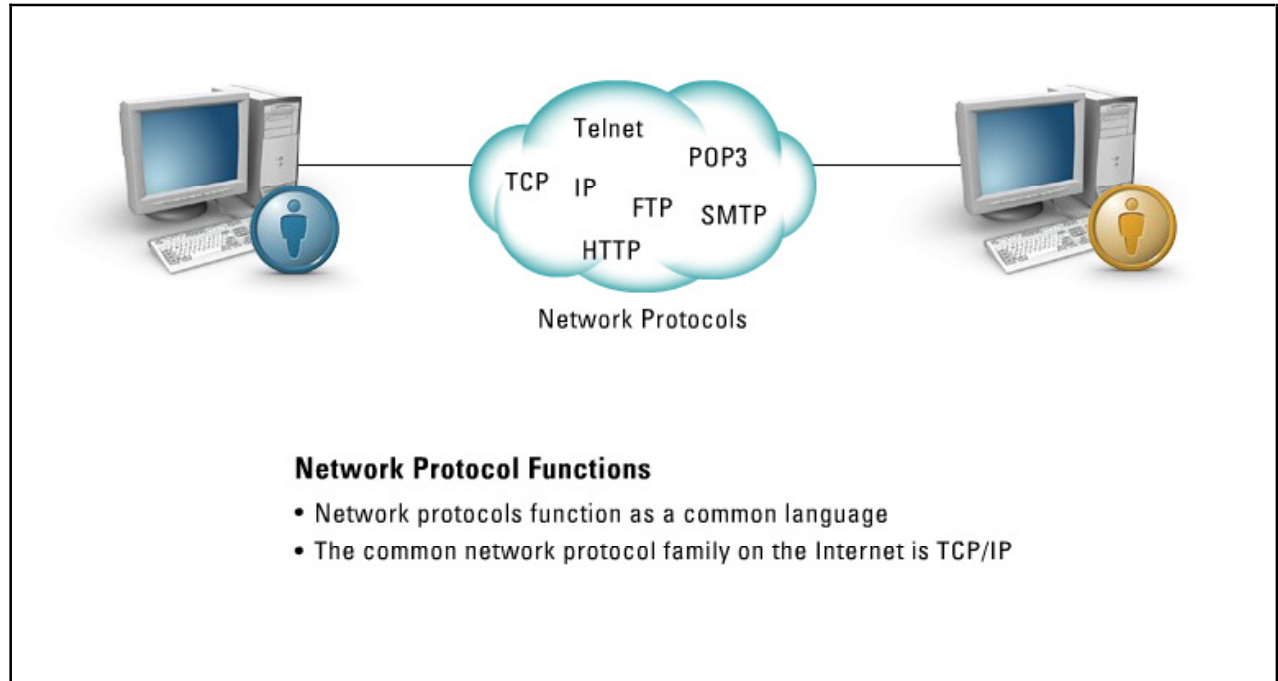 Telnet
POP3
TCP IP
FTP SMTP
HTTP
Network Protocols
Network Protocol Functions
• Network protocols function as a common language
• The common network protocol family on the Internet is TCP/IP